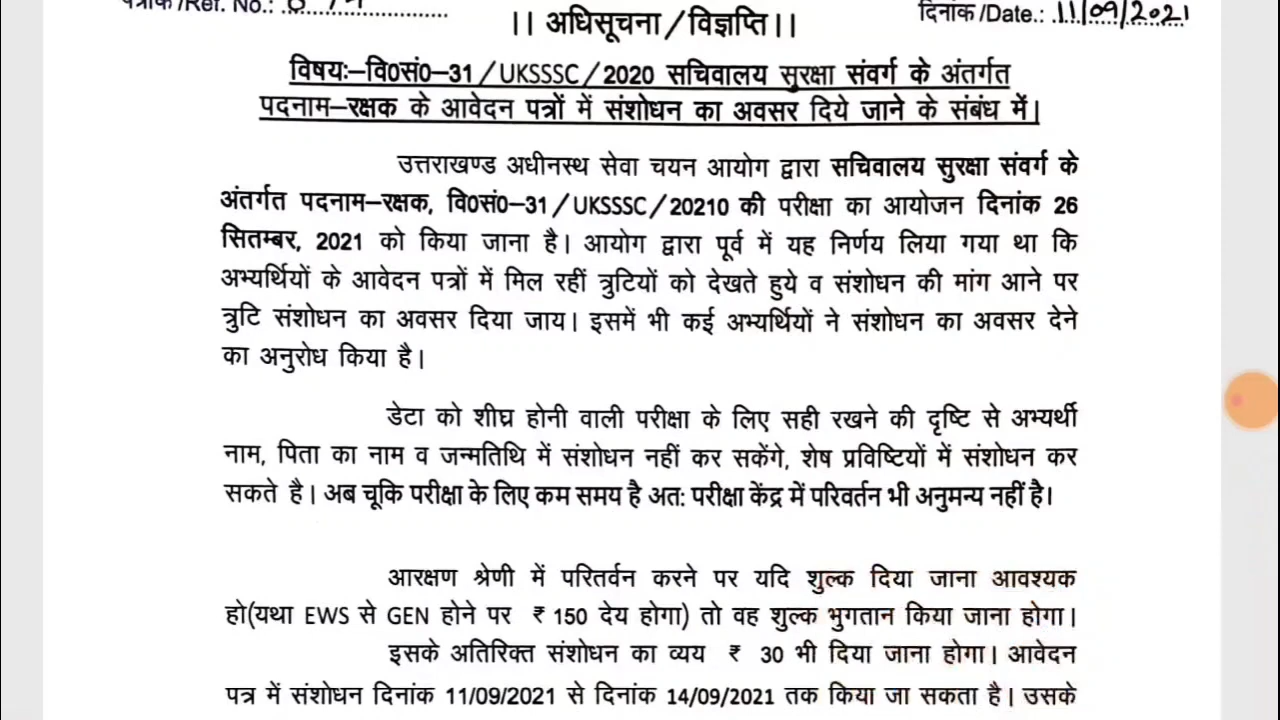 पत्रांक/Ref. No.:
दिनांक/Date.: 11/09/2021
।। अधिसूचना/विज्ञप्ति।।
विषयः–वि0सं0–31/UKSSSC/2020 सचिवालय सुरक्षा संवर्ग के अंतर्गत
पदनाम–रक्षक के आवेदन पत्रों में संशोधन का अवसर दिये जाने के संबंध में।
उत्तराखण्ड अधीनस्थ सेवा चयन आयोग द्वारा सचिवालय सुरक्षा संवर्ग के
अंतर्गत पदनाम–रक्षक, वि0सं0–31/UKSSSC/20210 की परीक्षा का आयोजन दिनांक 26
सितम्बर, 2021 को किया जाना है। आयोग द्वारा पूर्व में यह निर्णय लिया गया था कि
अभ्यर्थियों के आवेदन पत्रों में मिल रहीं त्रुटियों को देखते हुये व संशोधन की मांग आने पर
त्रुटि संशोधन का अवसर दिया जाय। इसमें भी कई अभ्यर्थियों ने संशोधन का अवसर देने
का अनुरोध किया है।
डेटा को शीघ्र होनी वाली परीक्षा के लिए सही रखने की दृष्टि से अभ्यर्थी
नाम, पिता का नाम व जन्मतिथि में संशोधन नहीं कर सकेंगे, शेष प्रविष्टियों में संशोधन कर
सकते है। अब चूकि परीक्षा के लिए कम समय है अतः परीक्षा केंद्र में परिवर्तन भी अनुमन्य नहीं है।
आरक्षण श्रेणी में परितर्वन करने पर यदि शुल्क दिया जाना आवश्यक
हो(यथा EWS से GEN होने पर ₹ 150 देय होगा) तो वह शुल्क भुगतान किया जाना होगा।
इसके अतिरिक्त संशोधन का व्यय ₹ 30 भी दिया जाना होगा। आवेदन
पत्र में संशोधन दिनांक 11/09/2021 से दिनांक 14/09/2021 तक किया जा सकता है। उसके